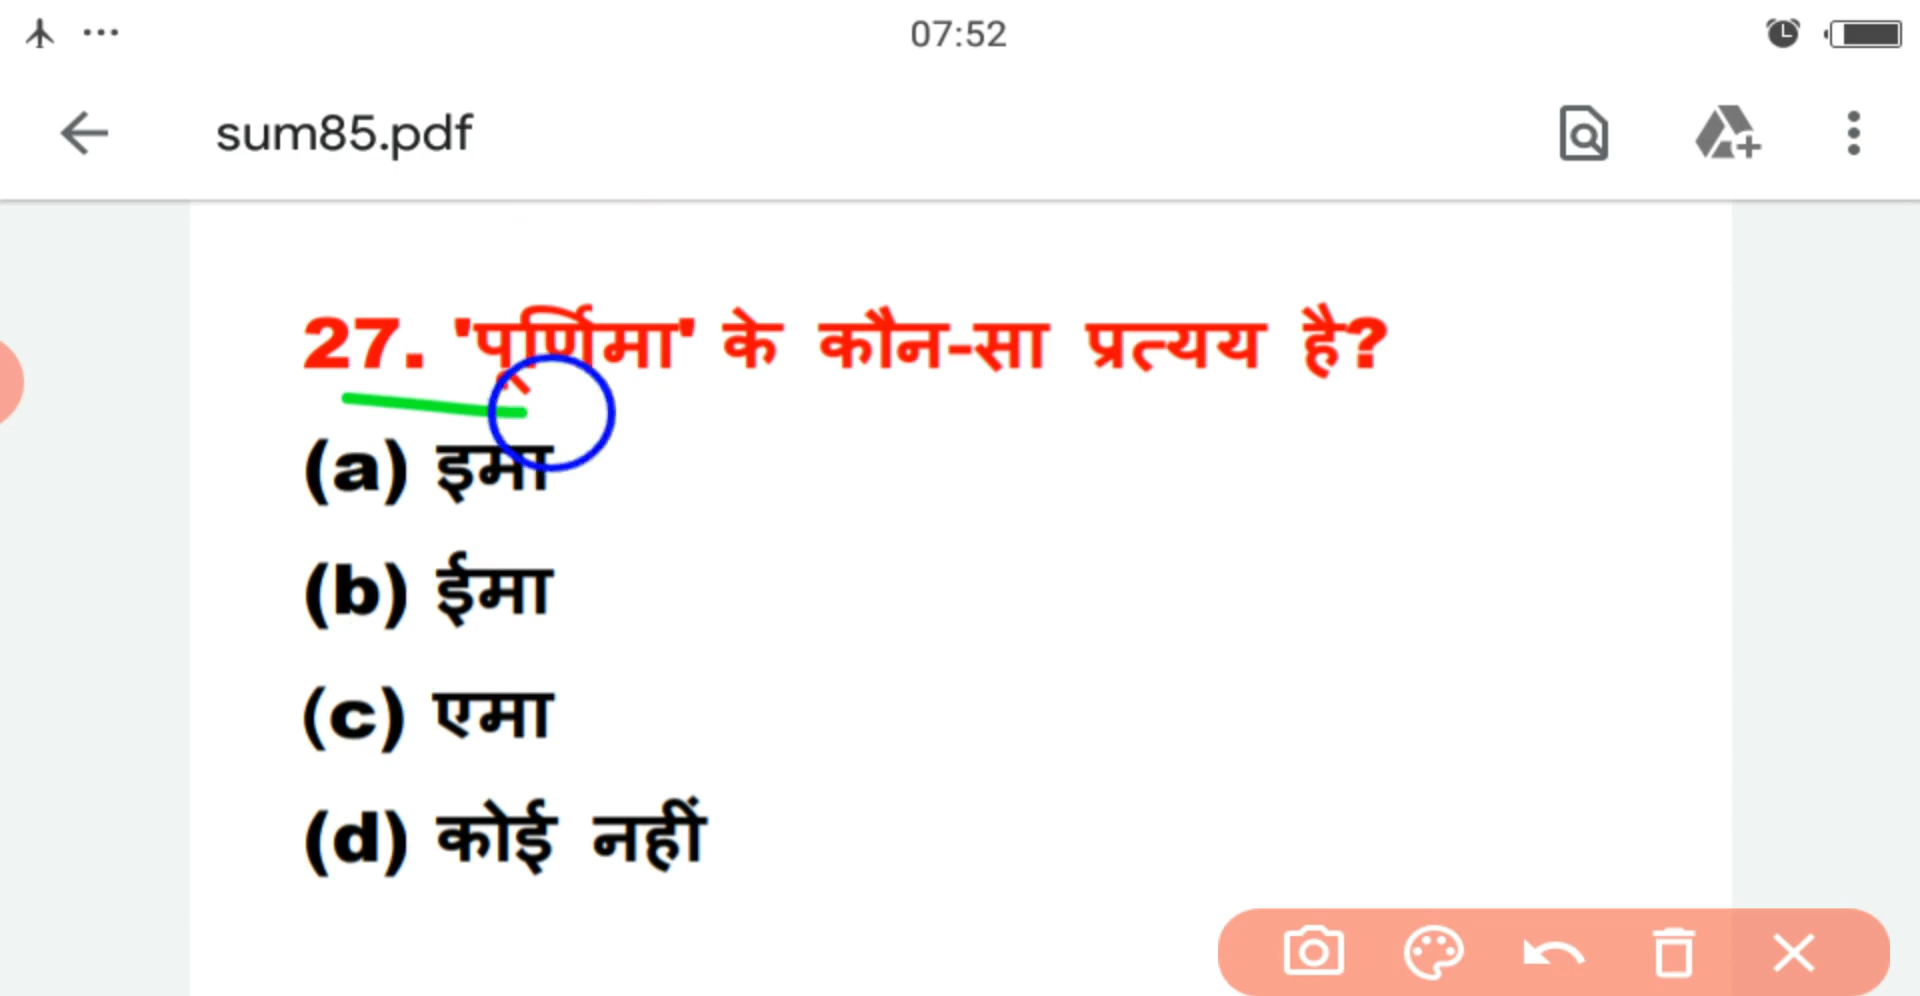 07:52
sum85.pdf
27. 'पूर्णिमा' के कौन-सा प्रत्यय है?
(a) इमा
(b) ईमा
(c) एमा
(d) कोई नहीं